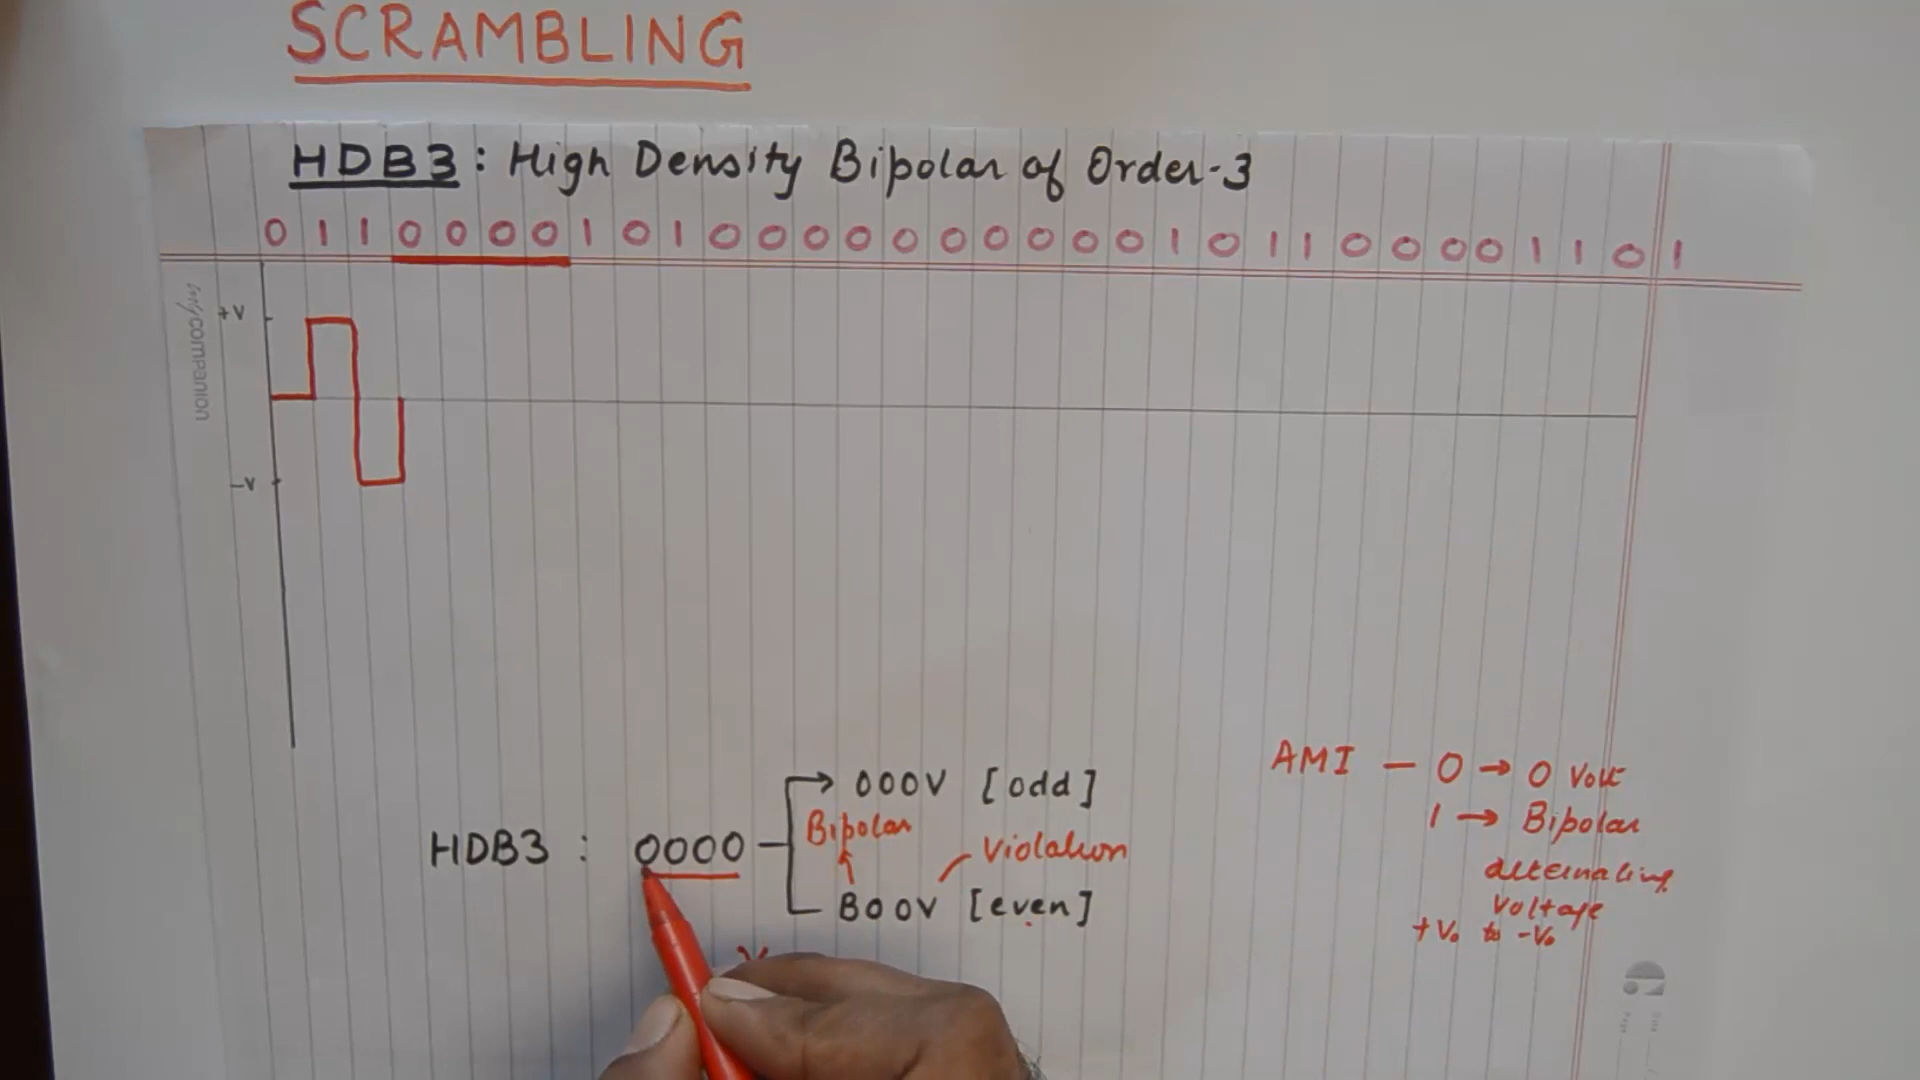 SCRAMBLING
HDB3 : High Density Bipolar of Order-3
0 1 1 0 0 0 0 1 0 1 0 0 0 0 0 0 0 0 0 0 1 0 1 1 0 0 0 0 1 1 0 1
+V
mycompanion
-V
AMI - 0 → 0 Volt
1 → Bipolar
alternating
voltage
+V₀ to -V₀
000V [odd]
Bipolar
HDB3 : 0000
Violation
B00V [even]